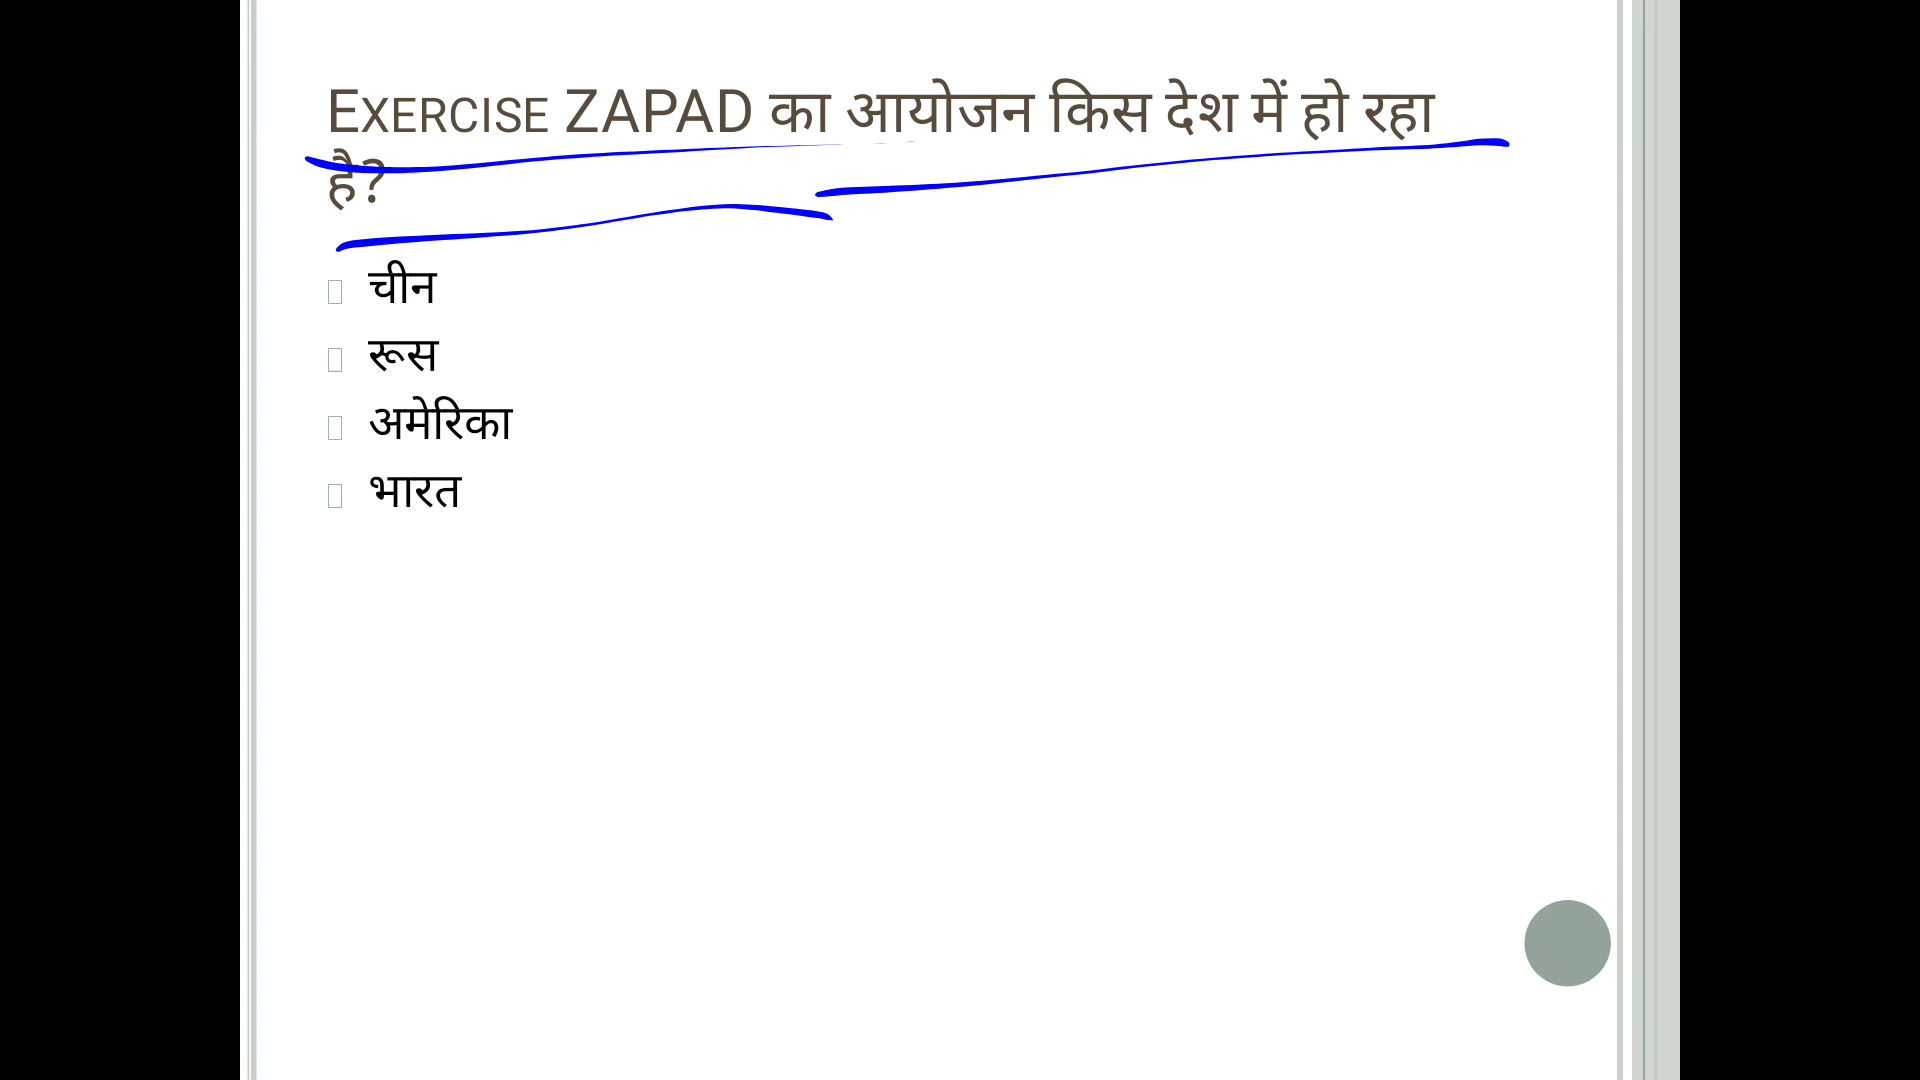 Exercise ZAPAD का आयोजन किस देश में हो रहा
है?
चीन
रूस
अमेरिका
भारत